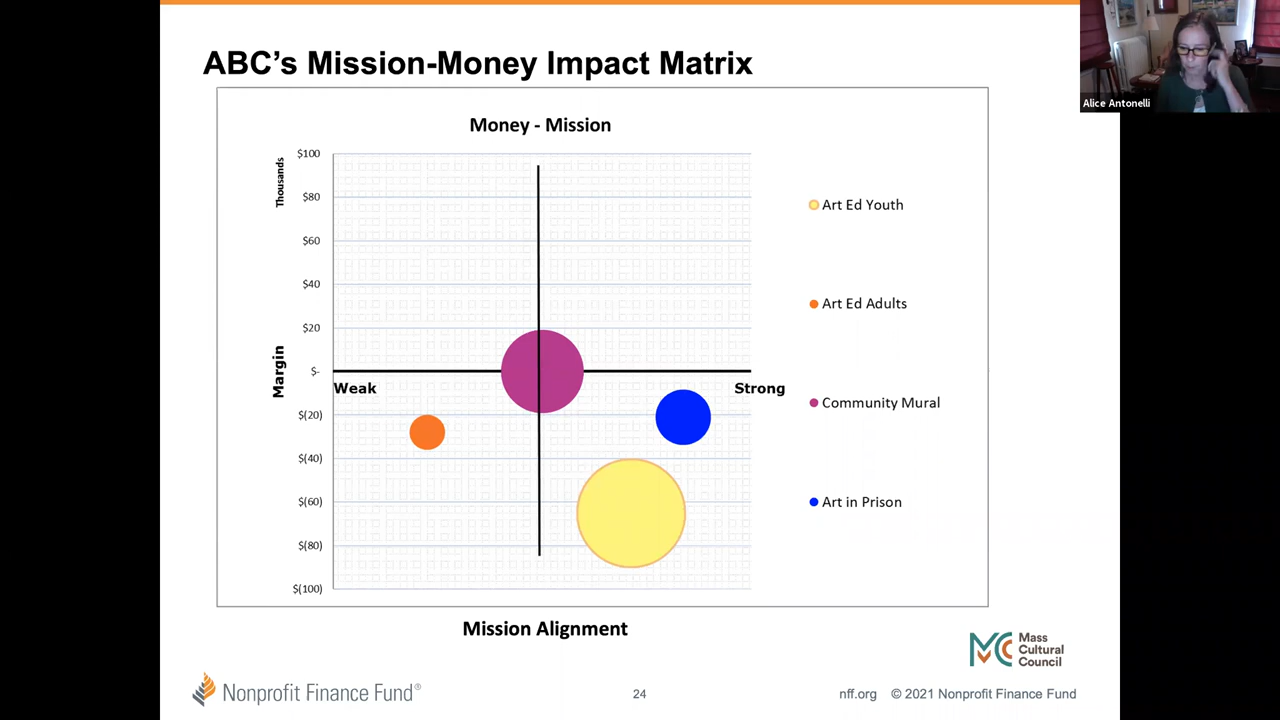 ABC's Mission-Money Impact Matrix
Alice Antonelli
Money - Mission
Thousands
$100
$80
$60
$40
$20
$-
$(20)
$(40)
$(60)
$(80)
$(100)
Margin
Weak
Strong
Art Ed Youth
Art Ed Adults
Community Mural
Art in Prison
Mission Alignment
MCC
Mass
Cultural
Council
Nonprofit Finance Fund®
24
nff.org © 2021 Nonprofit Finance Fund